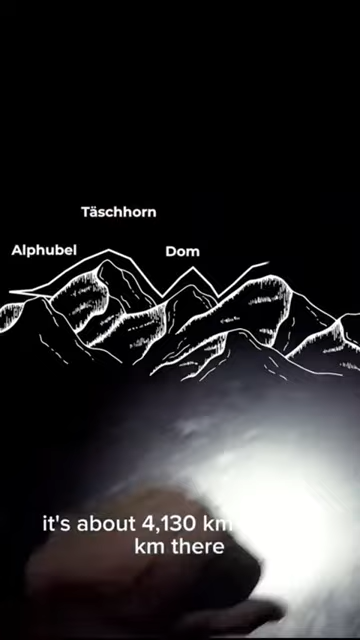 Täschhorn
Alphubel
Dom
it's about 4,130 km
km there